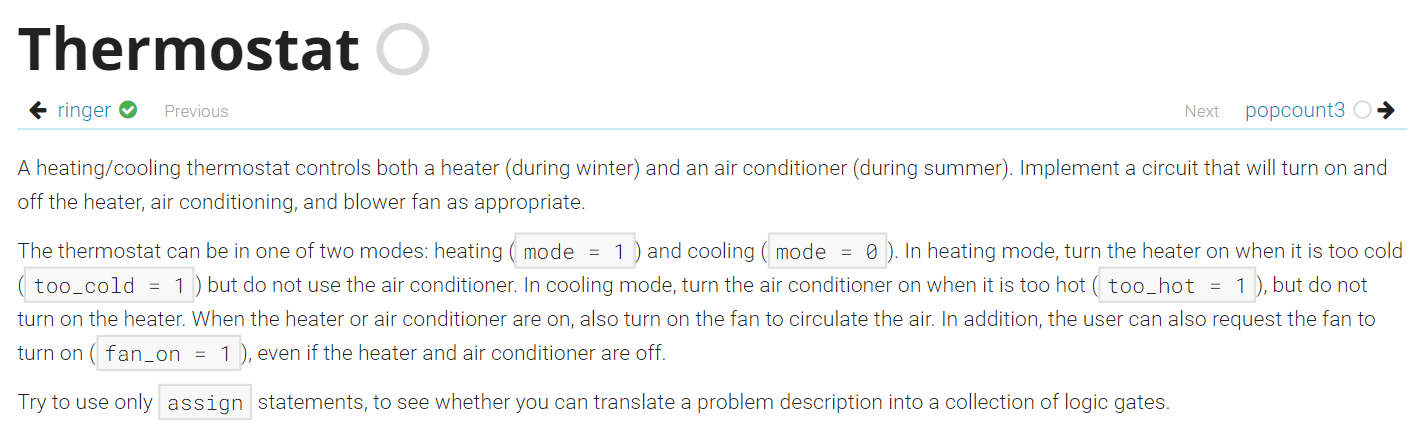 Thermostat
ringer Previous Next popcount3
A heating/cooling thermostat controls both a heater (during winter) and an air conditioner (during summer). Implement a circuit that will turn on and
off the heater, air conditioning, and blower fan as appropriate.
The thermostat can be in one of two modes: heating ( mode = 1 ) and cooling ( mode = 0 ). In heating mode, turn the heater on when it is too cold
( too_cold = 1 ) but do not use the air conditioner. In cooling mode, turn the air conditioner on when it is too hot ( too_hot = 1 ), but do not
turn on the heater. When the heater or air conditioner are on, also turn on the fan to circulate the air. In addition, the user can also request the fan to
turn on ( fan_on = 1 ), even if the heater and air conditioner are off.
Try to use only assign statements, to see whether you can translate a problem description into a collection of logic gates.